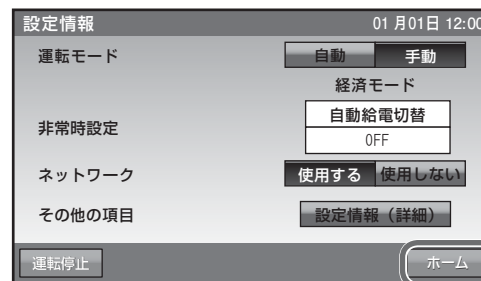 設定情報 01月01日 12:00
運転モード 自動 手動
経済モード
非常時設定 自動給電切替
OFF
ネットワーク 使用する 使用しない
その他の項目 設定情報（詳細）
運転停止 ホーム